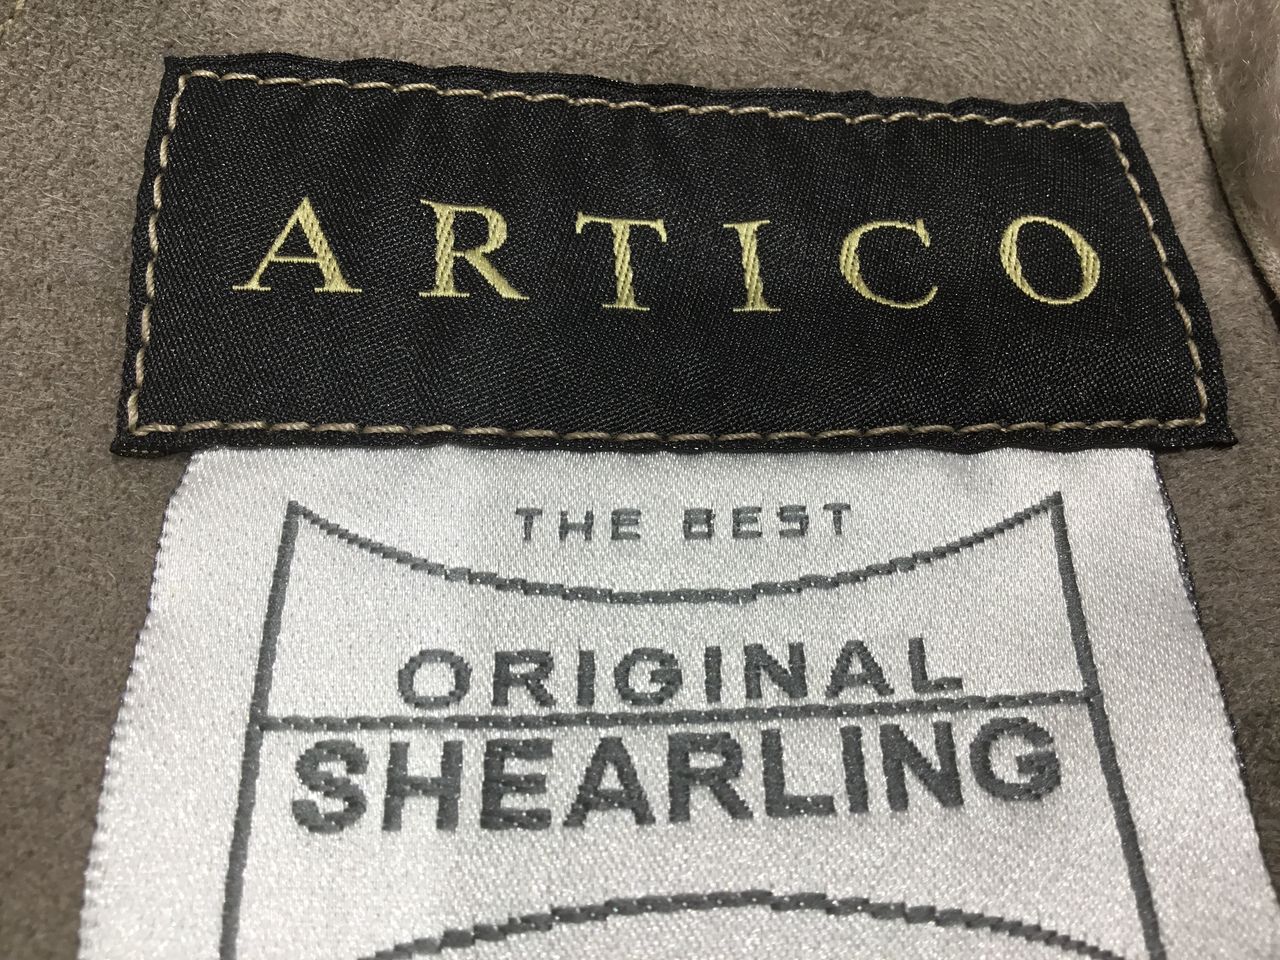 ARTICO
THE BEST
ORIGINAL
SHEARLING